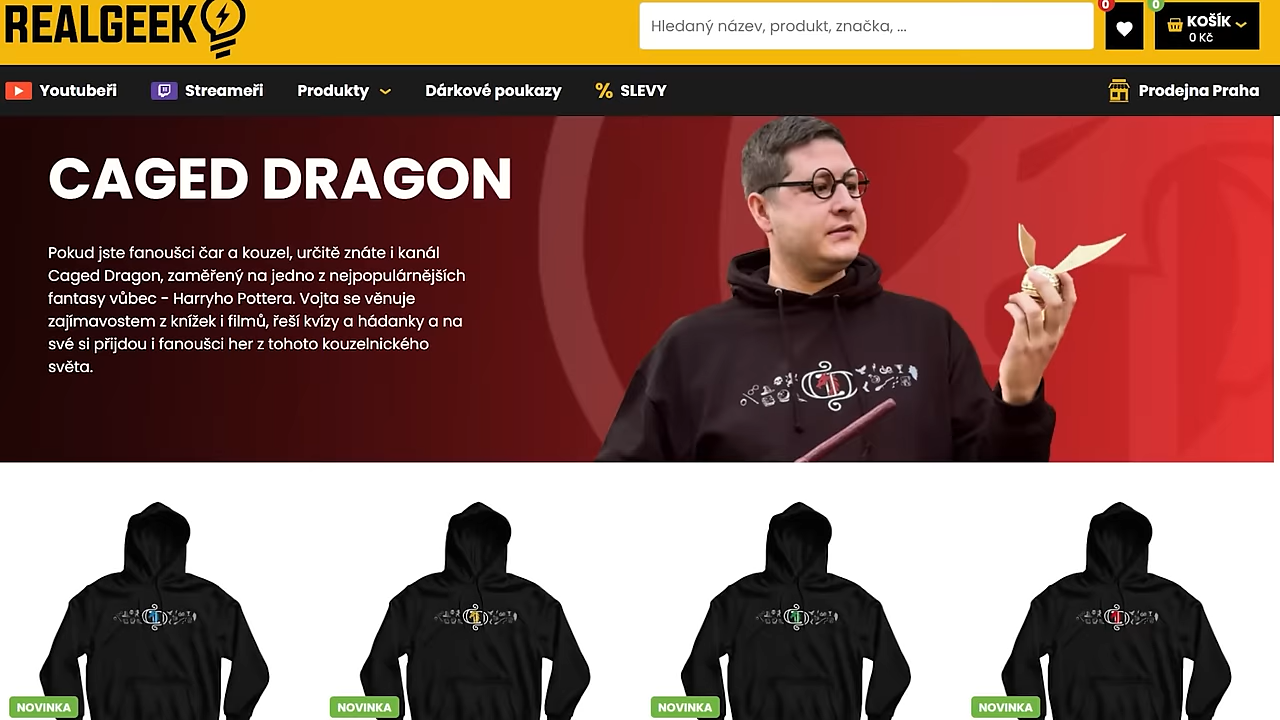 REALGEEK
Hledaný název, produkt, značka, ...
0
0
KOŠÍK
0 Kč
Youtubeři
Streameři
Produkty
Dárkové poukazy
% SLEVY
Prodejna Praha
CAGED DRAGON
Pokud jste fanoušci čar a kouzel, určitě znáte i kanál
Caged Dragon, zaměřený na jedno z nejpopulárnějších
fantasy vůbec - Harryho Pottera. Vojta se věnuje
zajímavostem z knížek i filmů, řeší kvízy a hádanky a na
své si přijdou i fanoušci her z tohoto kouzelnického
světa.
NOVINKA
NOVINKA
NOVINKA
NOVINKA